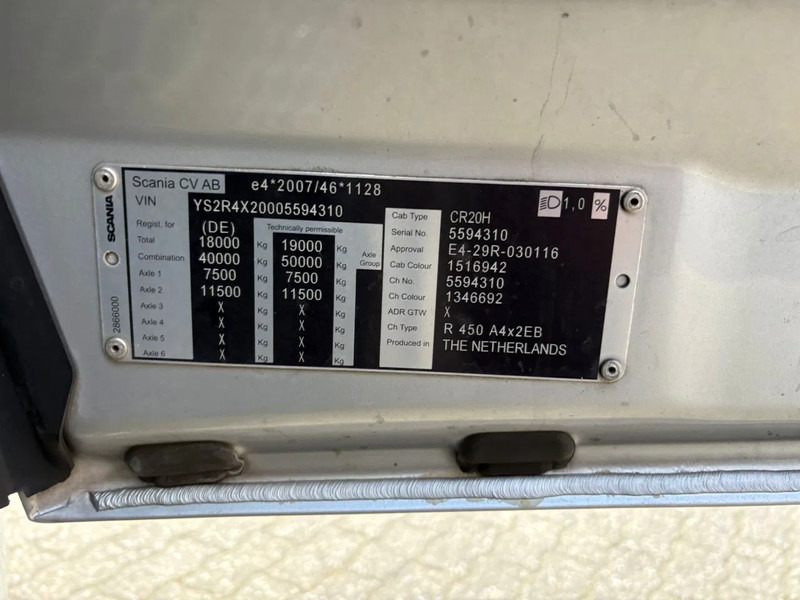 SCANIA
2866000
Scania CV AB e4*2007/46*1128
VIN YS2R4X20005594310
Regist. for (DE) Technically permissible
Total 18000 Kg 19000 Kg Axle Group
Combination 40000 Kg 50000 Kg
Axle 1 7500 Kg 7500 Kg
Axle 2 11500 Kg 11500 Kg
Axle 3 X Kg X Kg
Axle 4 X Kg X Kg
Axle 5 X Kg X Kg
Axle 6 X Kg X Kg
1,0 %
Cab Type CR20H
Serial No. 5594310
Approval E4-29R-030116
Cab Colour 1516942
Ch No. 5594310
Ch Colour 1346692
ADR GTW X
Ch Type R 450 A4x2EB
Produced in THE NETHERLANDS